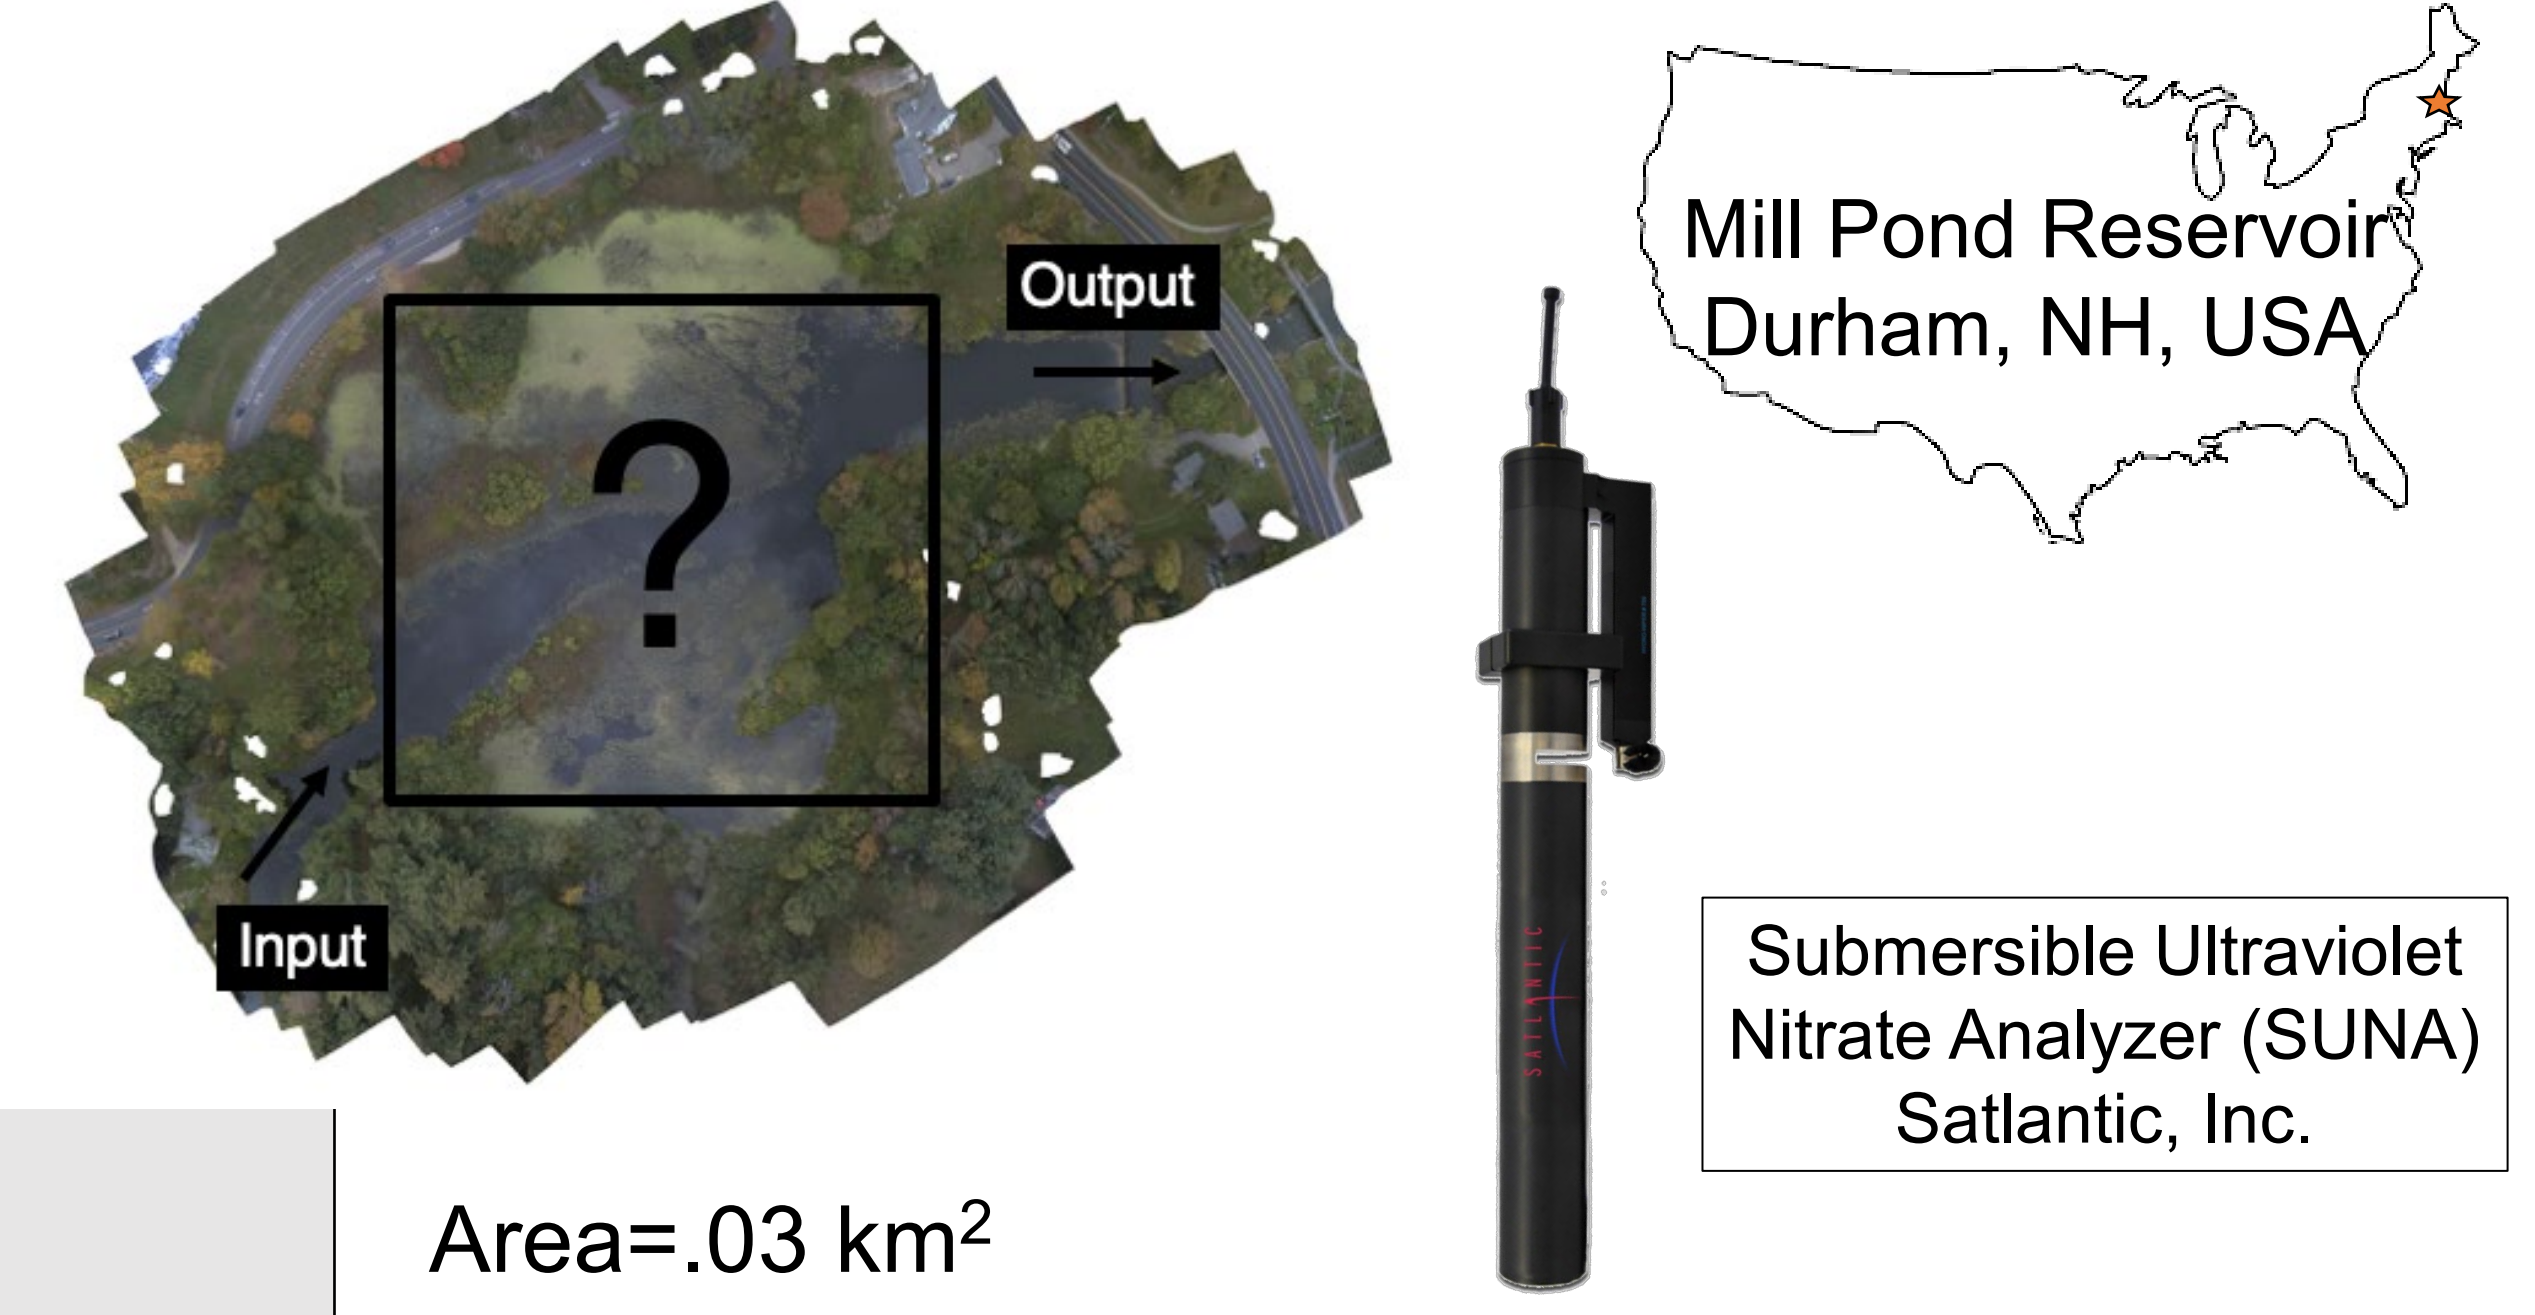 Mill Pond Reservoir
Durham, NH, USA
Output
?
Input
SATLANTIC
Submersible Ultraviolet
Nitrate Analyzer (SUNA)
Satlantic, Inc.
Area=.03 km²